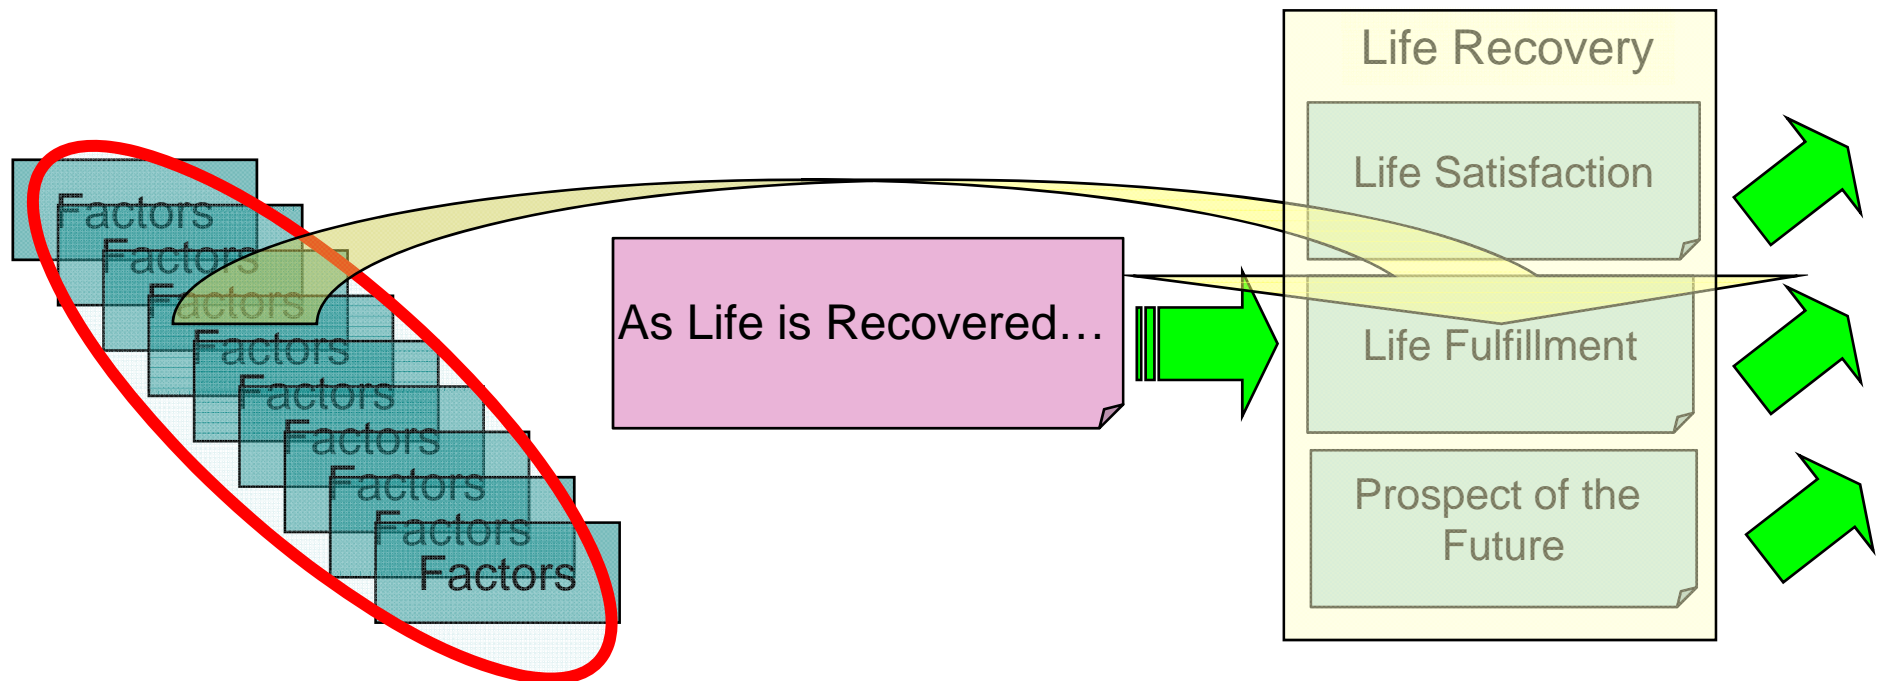 Factors
Factors
Factors
Factors
Factors
Factors
Factors
Factors
Factors
As Life is Recovered…
Life Recovery
Life Satisfaction
Life Fulfillment
Prospect of the
Future